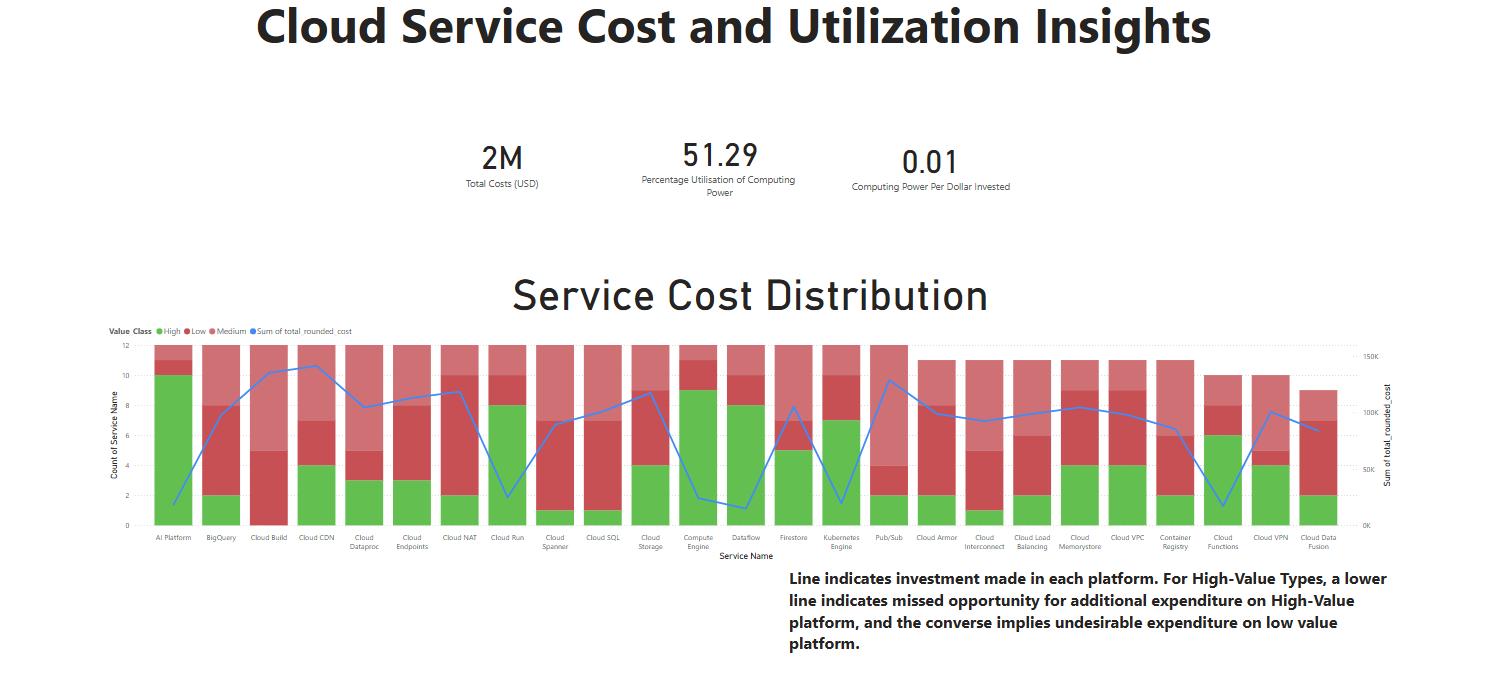 Cloud Service Cost and Utilization Insights
2M
Total Costs (USD)
51.29
Percentage Utilisation of Computing
Power
0.01
Computing Power Per Dollar Invested
Service Cost Distribution
Value Class High Low Medium Sum of total_rounded_cost
Count of Service Name
12
10
8
6
4
2
0
150K
100K
50K
0K
Sum of total_rounded_cost
AI Platform
BigQuery
Cloud Build
Cloud CDN
Cloud
Dataproc
Cloud
Endpoints
Cloud NAT
Cloud Run
Cloud
Spanner
Cloud SQL
Cloud
Storage
Compute
Engine
Dataflow
Firestore
Kubernetes
Engine
Pub/Sub
Cloud Armor
Cloud
Interconnect
Cloud Load
Balancing
Cloud
Memorystore
Cloud VPC
Container
Registry
Cloud
Functions
Cloud VPN
Cloud Data
Fusion
Service Name
Line indicates investment made in each platform. For High-Value Types, a lower
line indicates missed opportunity for additional expenditure on High-Value
platform, and the converse implies undesirable expenditure on low value
platform.